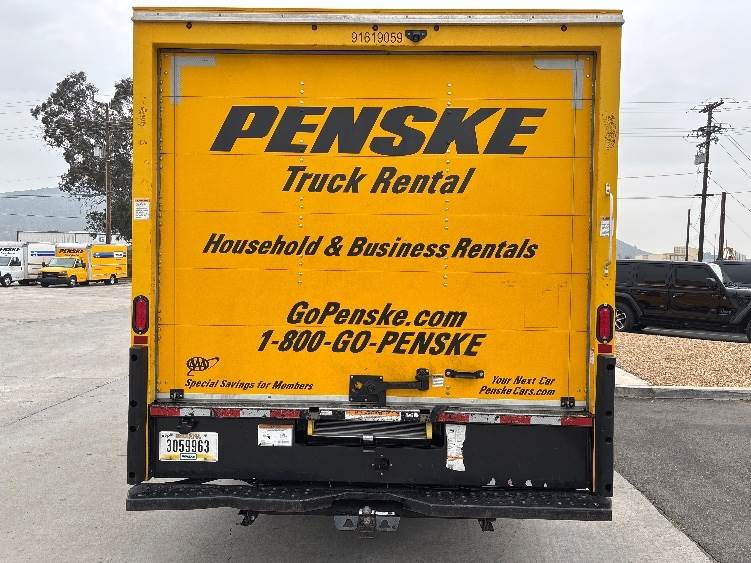 91619059
PENSKE
Truck Rental
Household & Business Rentals
GoPenske.com
1-800-GO-PENSKE
AAA
Special Savings for Members
Your Next Car
PenskeCars.com
3059963
PENSKE